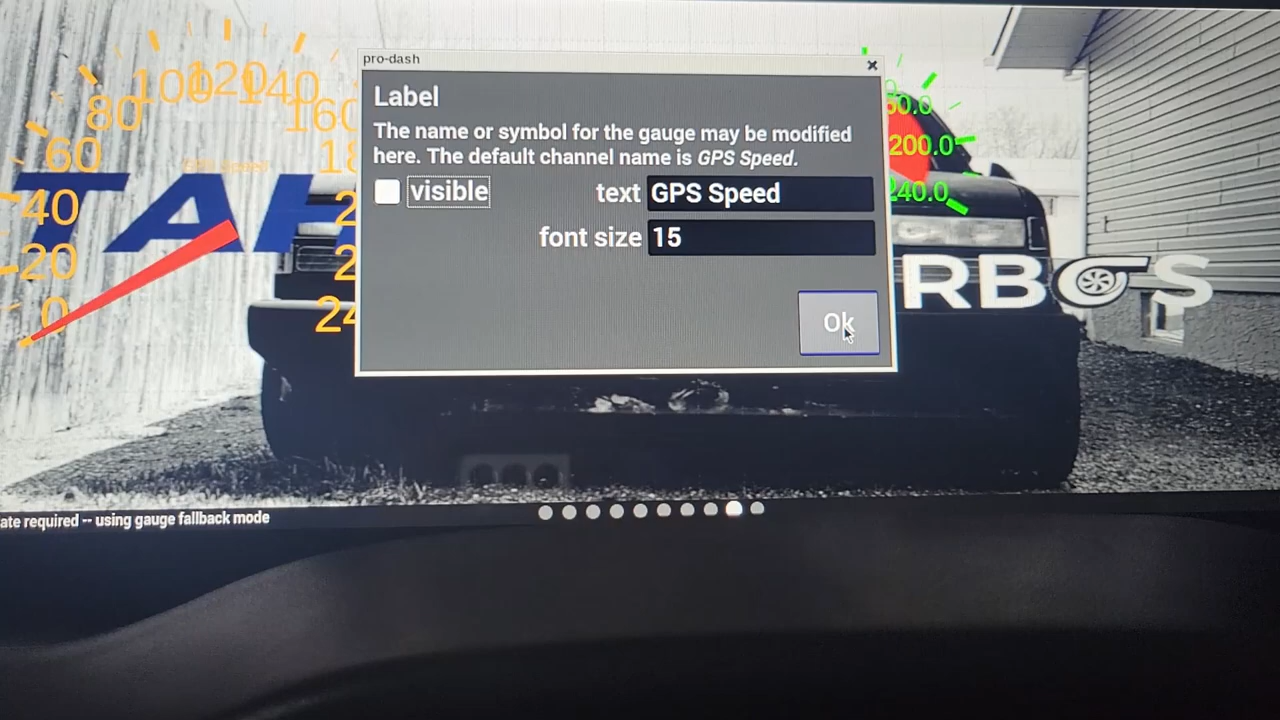 pro-dash
Label
The name or symbol for the gauge may be modified
here. The default channel name is GPS Speed.
visible text GPS Speed
font size 15
Ok
0
20
40
60
80
100
120
140
160
GPS Speed
200.0
240.0
RBOS
ate required -- using gauge fallback mode